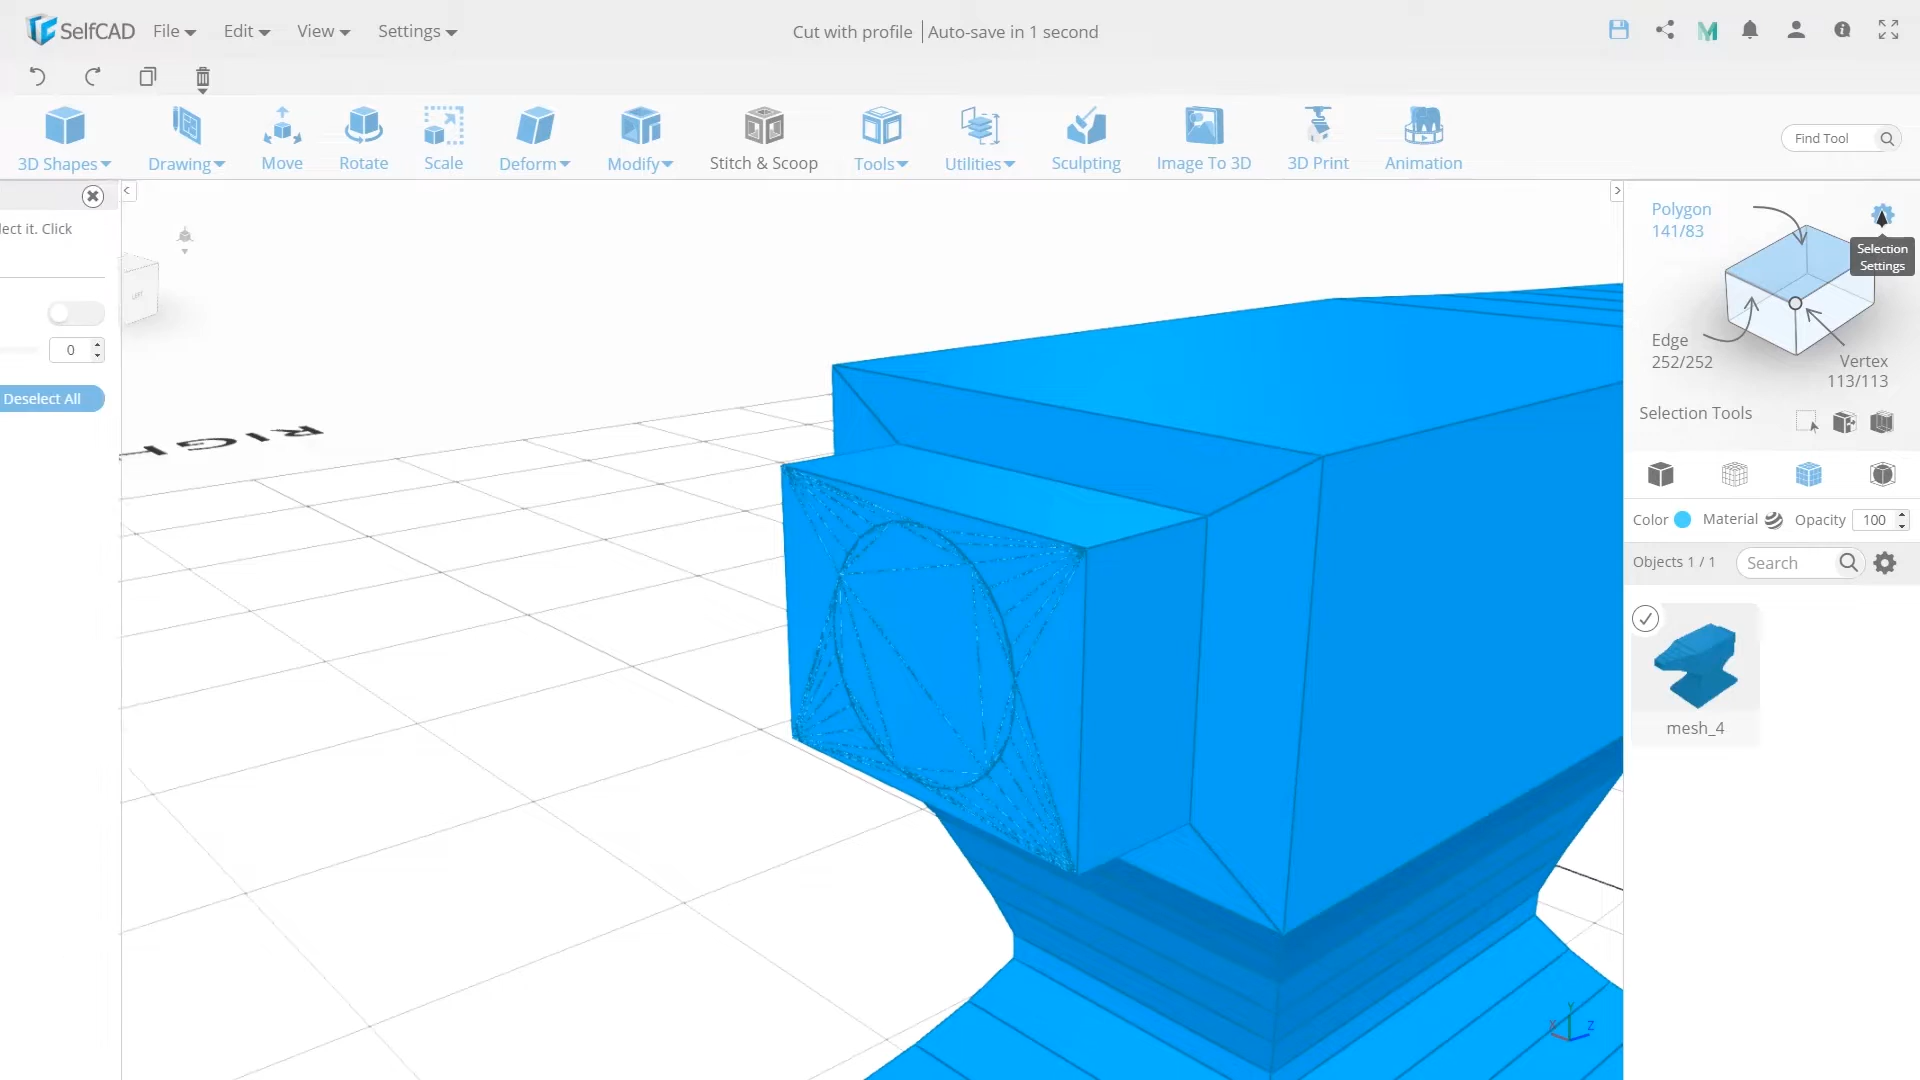 SelfCAD
File
Edit
View
Settings
Cut with profile
Auto-save in 1 second
3D Shapes
Drawing
Move
Rotate
Scale
Deform
Modify
Stitch & Scoop
Tools
Utilities
Sculpting
Image To 3D
3D Print
Animation
Find Tool
lect it. Click
0
Deselect All
LEFT
RIGH
Polygon
141/83
Selection
Settings
Edge
252/252
Vertex
113/113
Selection Tools
Color
Material
Opacity
100
Objects 1 / 1
Search
mesh_4
Y
X
Z